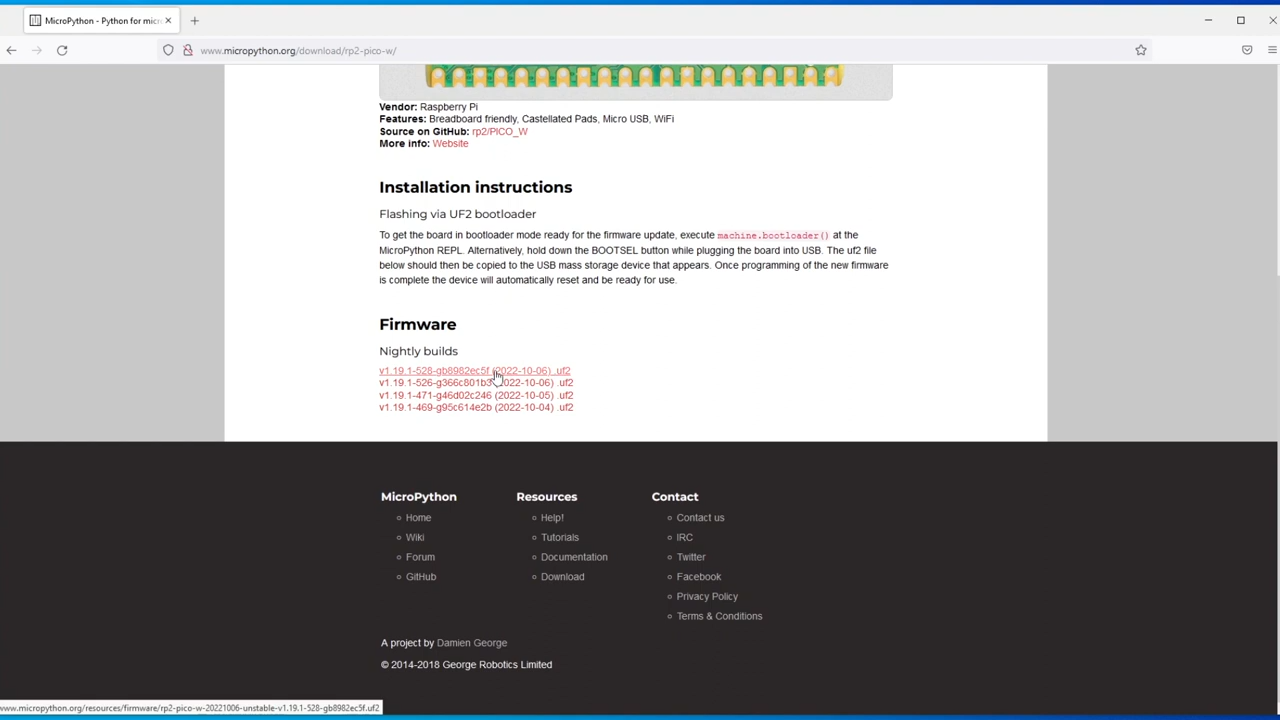 MicroPython - Python for micr
www.micropython.org/download/rp2-pico-w/
Vendor: Raspberry Pi
Features: Breadboard friendly, Castellated Pads, Micro USB, WiFi
Source on GitHub: rp2/PICO_W
More info: Website
Installation instructions
Flashing via UF2 bootloader
To get the board in bootloader mode ready for the firmware update, execute machine.bootloader() at the
MicroPython REPL. Alternatively, hold down the BOOTSEL button while plugging the board into USB. The uf2 file
below should then be copied to the USB mass storage device that appears. Once programming of the new firmware
is complete the device will automatically reset and be ready for use.
Firmware
Nightly builds
v1.19.1-528-gb8982ec5f (2022-10-06) .uf2
v1.19.1-526-g366c801b3 (2022-10-06) .uf2
v1.19.1-471-g46d02c246 (2022-10-05) .uf2
v1.19.1-469-g95c614e2b (2022-10-04) .uf2
MicroPython
Home
Wiki
Forum
GitHub
Resources
Help!
Tutorials
Documentation
Download
Contact
Contact us
IRC
Twitter
Facebook
Privacy Policy
Terms & Conditions
A project by Damien George
© 2014-2018 George Robotics Limited
www.micropython.org/resources/firmware/rp2-pico-w-20221006-unstable-v1.19.1-528-gb8982ec5f.uf2